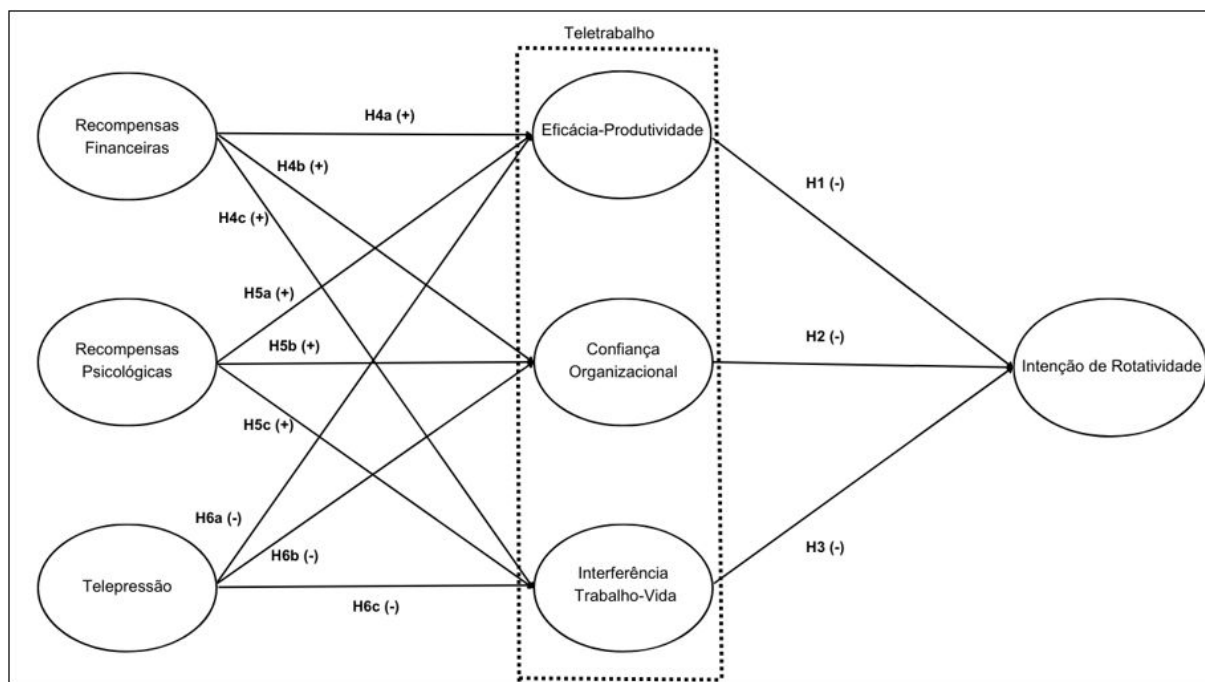 Teletrabalho
Recompensas
Financeiras
H4a (+)
Eficácia-Produtividade
H4b (+)
H1 (-)
H4c (+)
H5a (+)
Recompensas
Psicológicas
H5b (+)
Confiança
Organizacional
H2 (-)
Intenção de Rotatividade
H5c (+)
H6a (-)
Telepressão
H6b (-)
Interferência
Trabalho-Vida
H3 (-)
H6c (-)